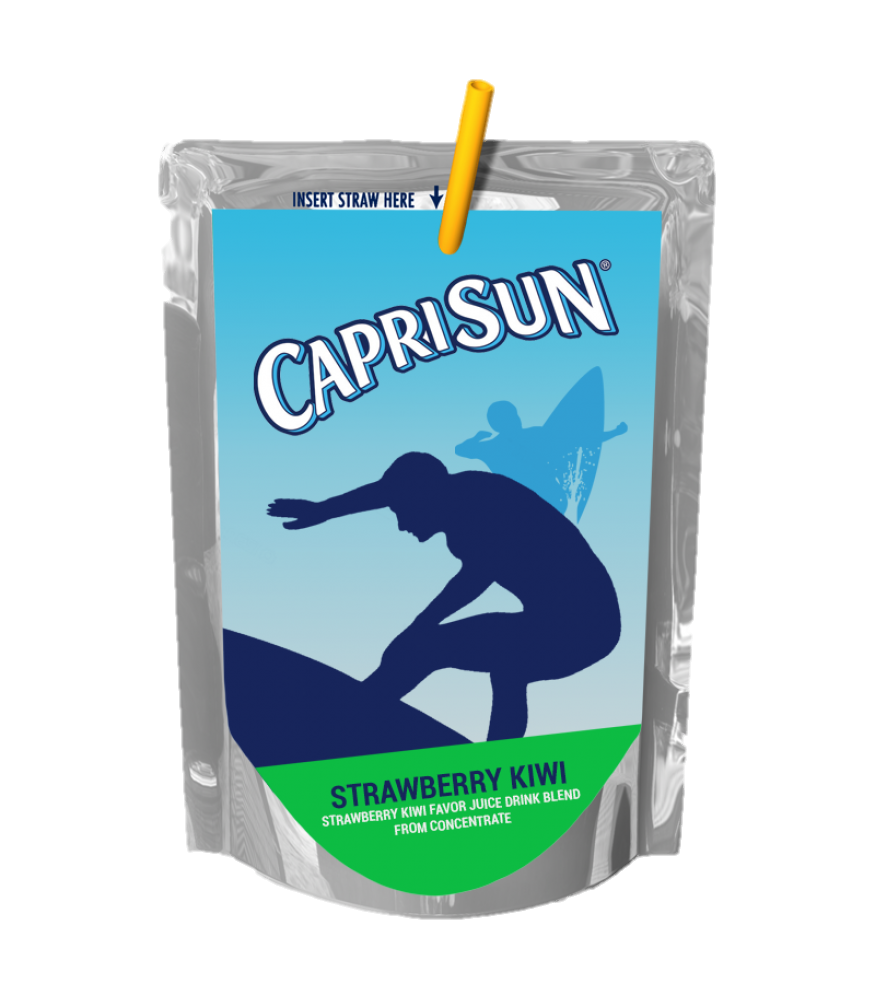 INSERT STRAW HERE
CAPRISUN®
STRAWBERRY KIWI
STRAWBERRY KIWI FAVOR JUICE DRINK BLEND
FROM CONCENTRATE